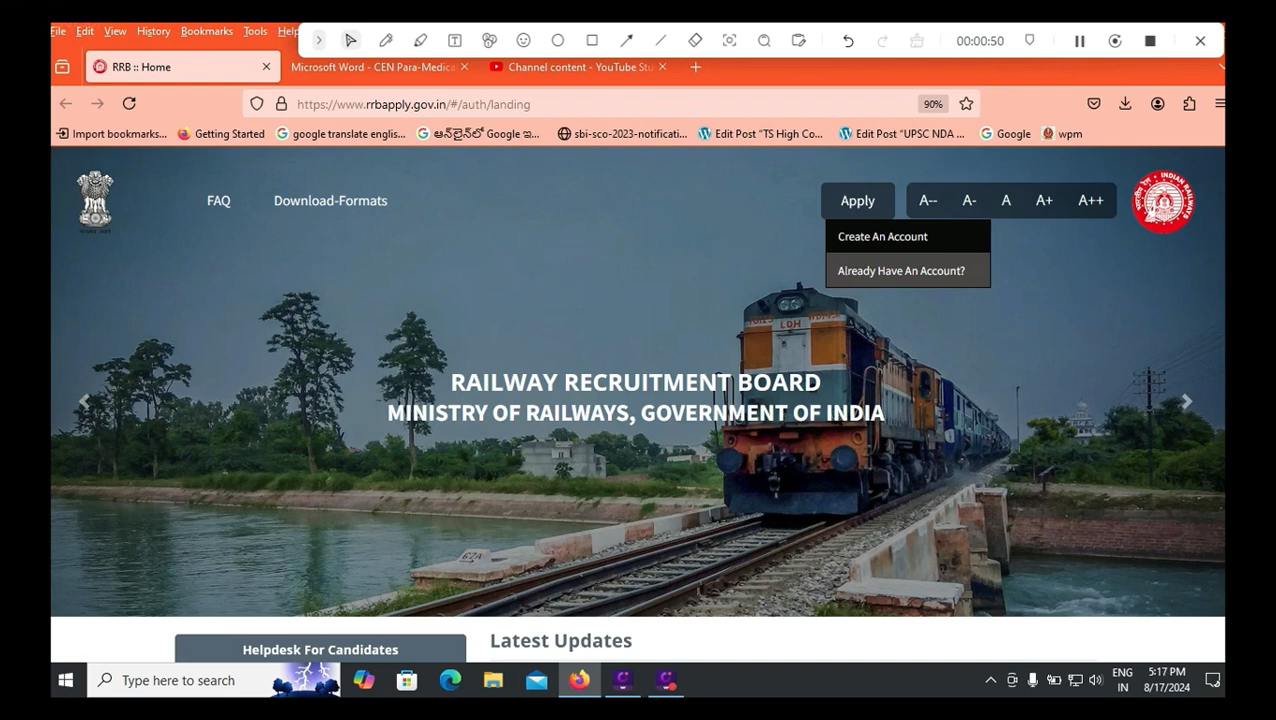 File Edit View History Bookmarks Tools Help
00:00:50
RRB :: Home
Microsoft Word - CEN Para-Medica
Channel content - YouTube Stu
https://www.rrbapply.gov.in/#/auth/landing
90%
Import bookmarks...
Getting Started
google translate englis...
ఆన్‌లైన్‌లో Google ఇ...
sbi-sco-2023-notificati...
Edit Post "TS High Co...
Edit Post "UPSC NDA ...
Google
wpm
FAQ
Download-Formats
Apply
A-- A- A A+ A++
INDIAN RAILWAYS
Create An Account
Already Have An Account?
LDH
RAILWAY RECRUITMENT BOARD
MINISTRY OF RAILWAYS, GOVERNMENT OF INDIA
62A
Helpdesk For Candidates
Latest Updates
Type here to search
ENG
IN
5:17 PM
8/17/2024